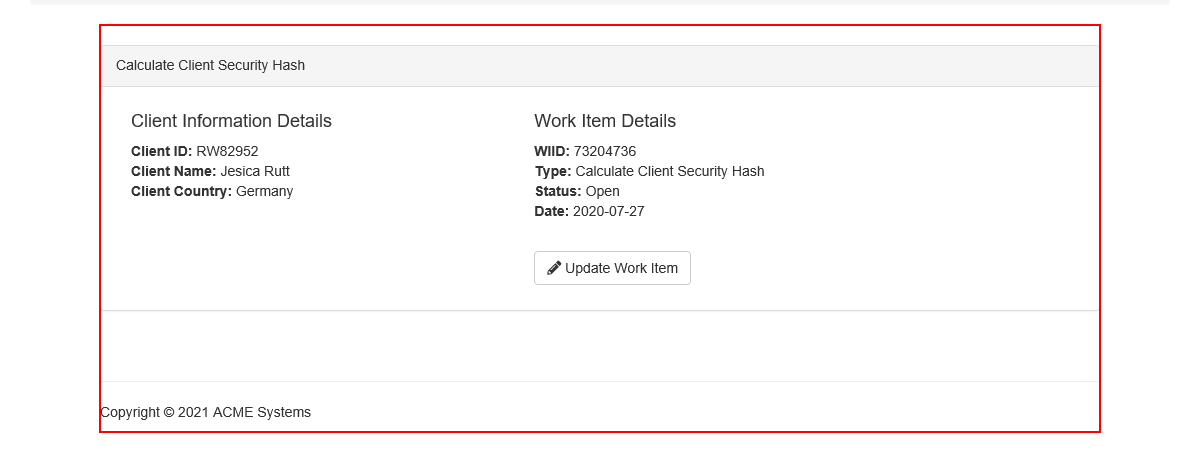 Calculate Client Security Hash
Client Information Details
Client ID: RW82952
Client Name: Jesica Rutt
Client Country: Germany
Work Item Details
WIID: 73204736
Type: Calculate Client Security Hash
Status: Open
Date: 2020-07-27
Update Work Item
Copyright © 2021 ACME Systems